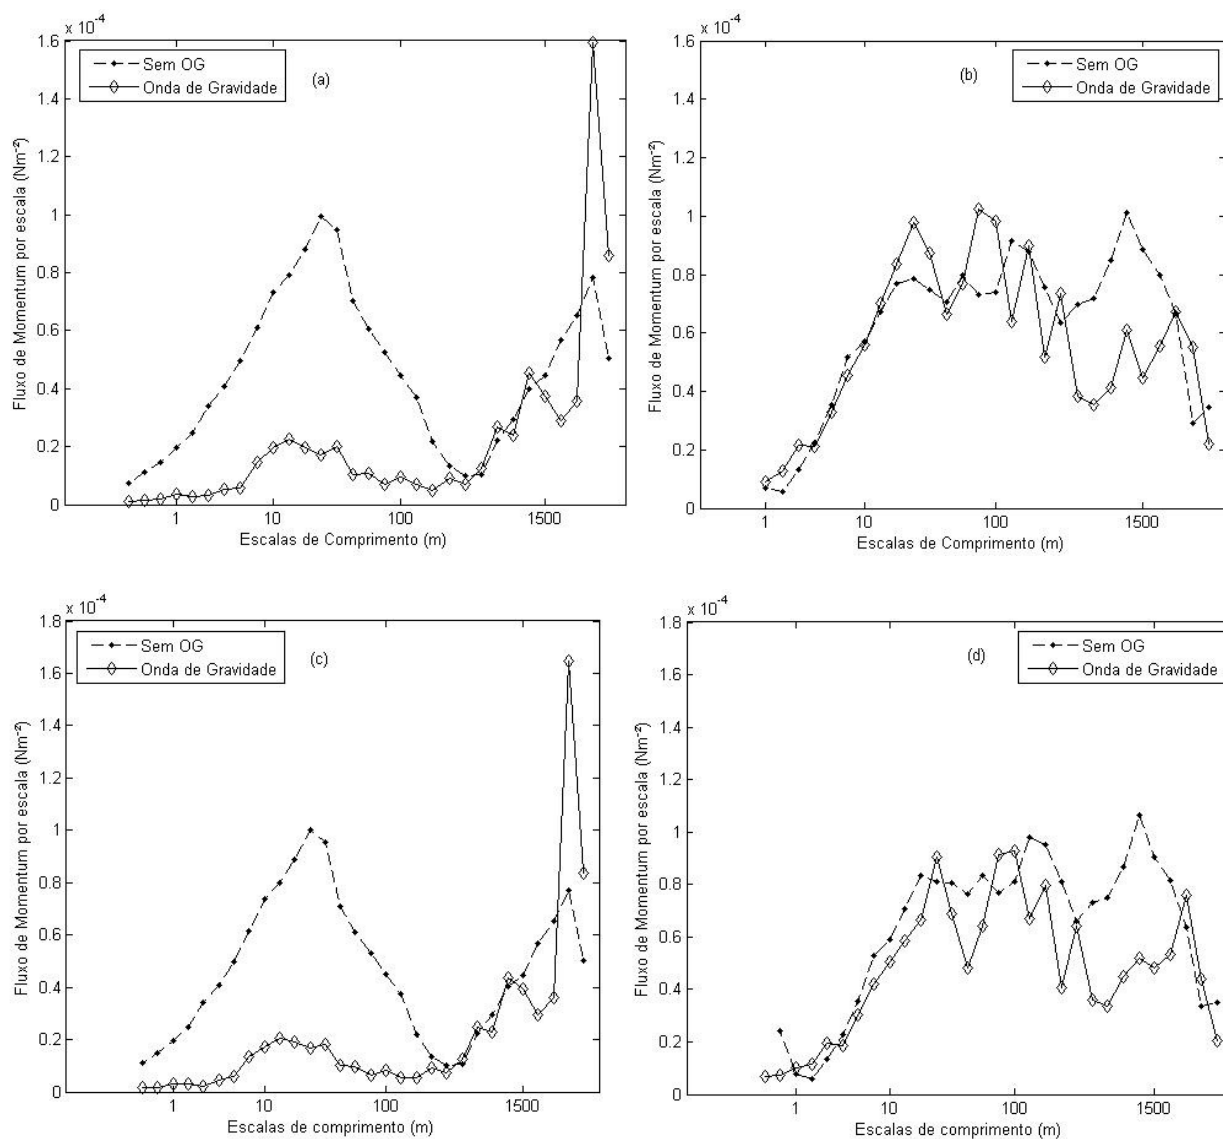 x 10⁻⁴
1.6
1.4
1.2
1
0.8
0.6
0.4
0.2
0
Fluxo de Momentum por escala (Nm⁻²)
Sem OG
Onda de Gravidade
(a)
1
10
100
1500
Escalas de Comprimento (m)
x 10⁻⁴
1.6
1.4
1.2
1
0.8
0.6
0.4
0.2
0
Fluxo de Momentum por escala (Nm⁻²)
(b)
Sem OG
Onda de Gravidade
1
10
100
1500
Escalas de Comprimento (m)
x 10⁻⁴
1.8
1.6
1.4
1.2
1
0.8
0.6
0.4
0.2
0
Fluxo de Momentum por escala (Nm⁻²)
Sem OG
Onda de Gravidade
(c)
1
10
100
1500
Escalas de comprimento (m)
x 10⁻⁴
1.8
1.6
1.4
1.2
1
0.8
0.6
0.4
0.2
0
Fluxo de Momentum por escala (Nm⁻²)
(d)
Sem OG
Onda de Gravidade
1
10
100
1500
Escalas de comprimento (m)